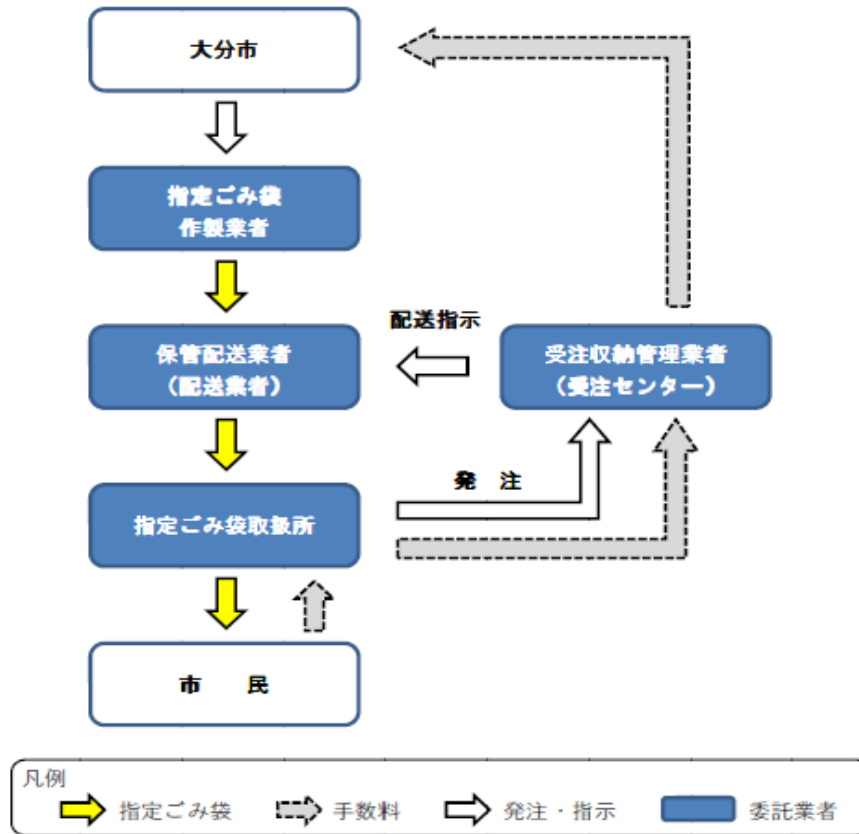 大分市
指定ごみ袋
作製業者
配送指示
保管配送業者
（配送業者）
受注収納管理業者
（受注センター）
発　注
指定ごみ袋取扱所
市　　民
凡例
指定ごみ袋
手数料
発注・指示
委託業者